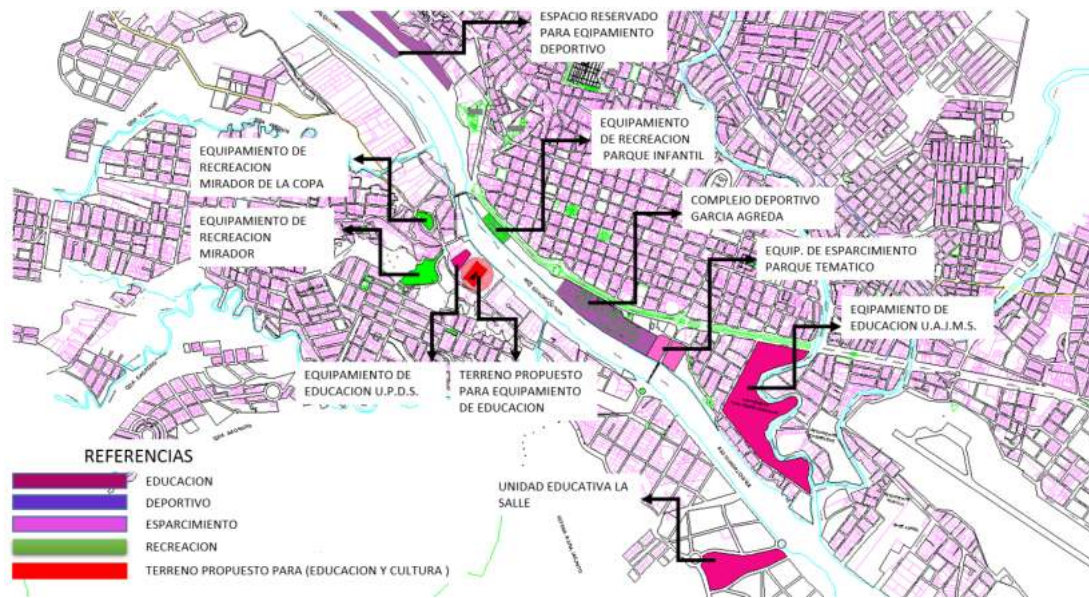 ESPACIO RESERVADO
PARA EQIPAMIENTO
DEPORTIVO
EQUIPAMIENTO
DE RECREACION
PARQUE INFANTIL
EQUIPAMIENTO DE
RECREACION
MIRADOR DE LA COPA
COMPLEJO DEPORTIVO
GARCIA AGREDA
EQUIPAMIENTO DE
RECREACION
MIRADOR
EQUIP. DE ESPARCIMIENTO
PARQUE TEMATICO
EQIPAMIENTO DE
EDUCACION U.A.J.M.S.
EQUIPAMIENTO DE
EDUCACION U.P.D.S.
TERRENO PROPUESTO
PARA EQUIPAMIENTO
DE EDUCACION
UNIDAD EDUCATIVA LA
SALLE
REFERENCIAS
EDUCACION
DEPORTIVO
ESPARCIMIENTO
RECREACION
TERRENO PROPUESTO PARA (EDUCACION Y CULTURA )